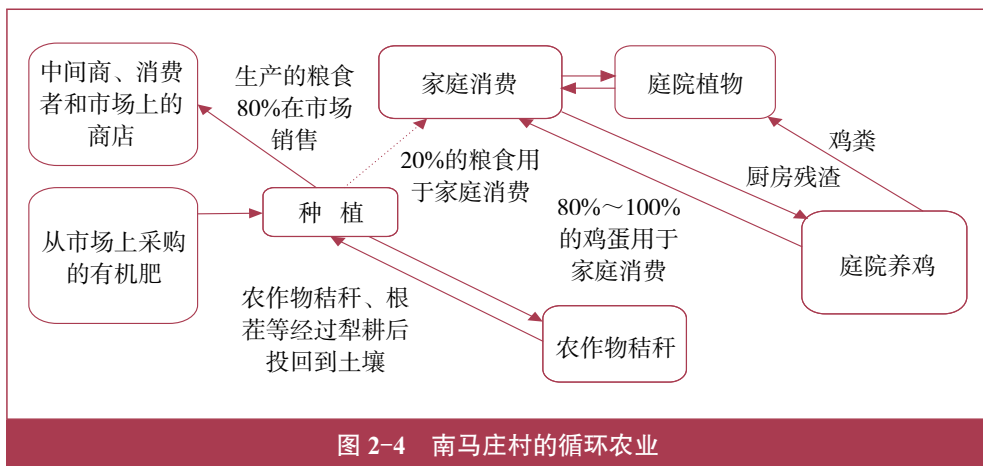 中间商、消费
者和市场上的
商店
生产的粮食
80%在市场
销售
家庭消费
庭院植物
鸡粪
20%的粮食用
于家庭消费
厨房残渣
种 植
从市场上采购
的有机肥
80%～100%
的鸡蛋用于
家庭消费
庭院养鸡
农作物秸秆、根
茬等经过犁耕后
投回到土壤
农作物秸秆
图 2-4 南马庄村的循环农业